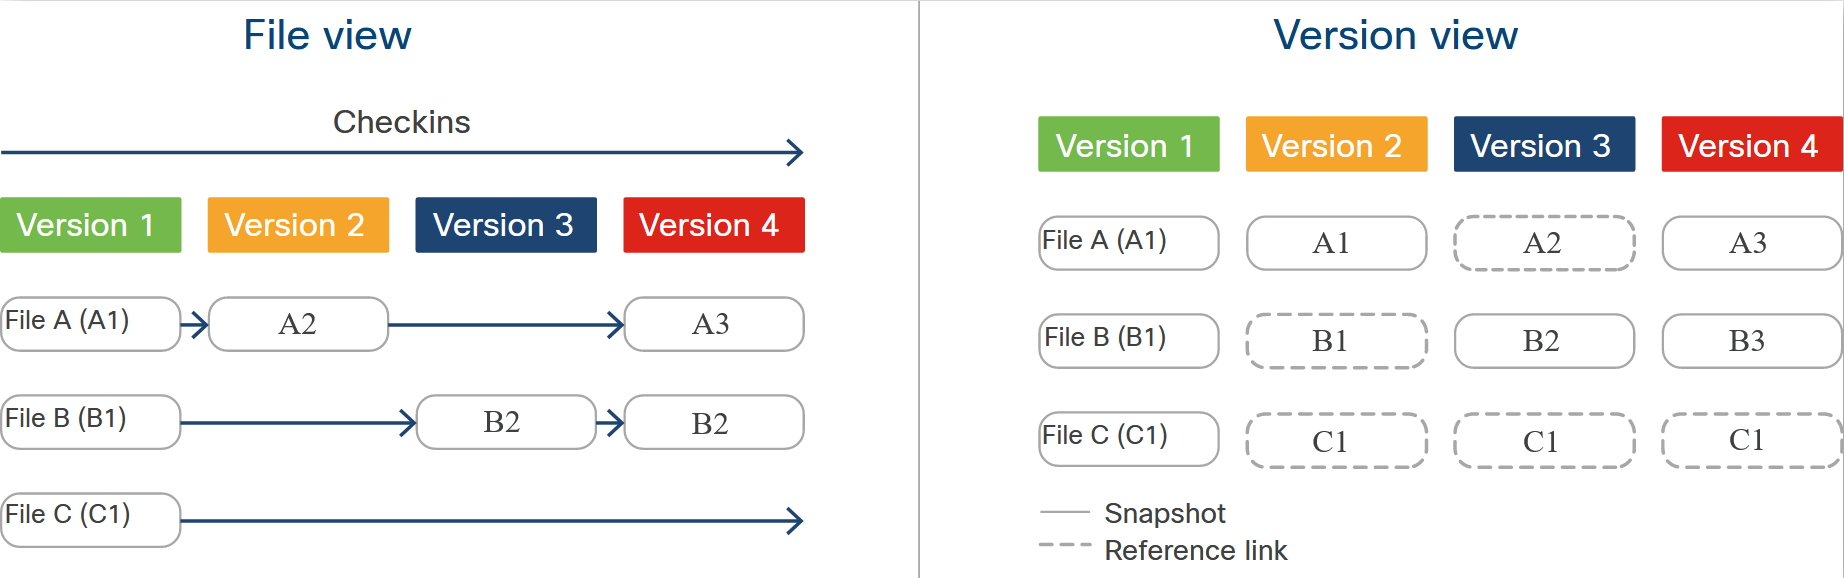 File view
Checkins
Version 1 Version 2 Version 3 Version 4
File A (A1) A2 A3
File B (B1) B2 B2
File C (C1)
Version view
Version 1 Version 2 Version 3 Version 4
File A (A1) A1 A2 A3
File B (B1) B1 B2 B3
File C (C1) C1 C1 C1
Snapshot
Reference link